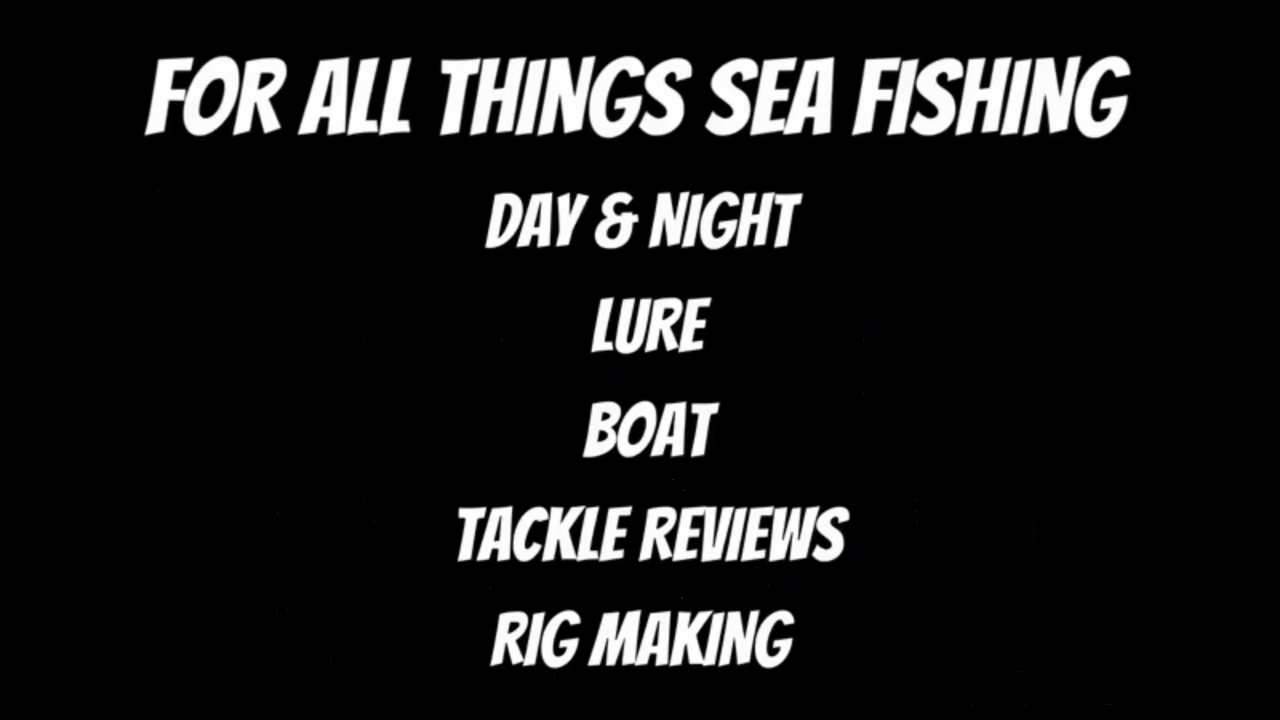 FOR ALL THINGS SEA FISHING
DAY & NIGHT
LURE
BOAT
TACKLE REVIEWS
RIG MAKING